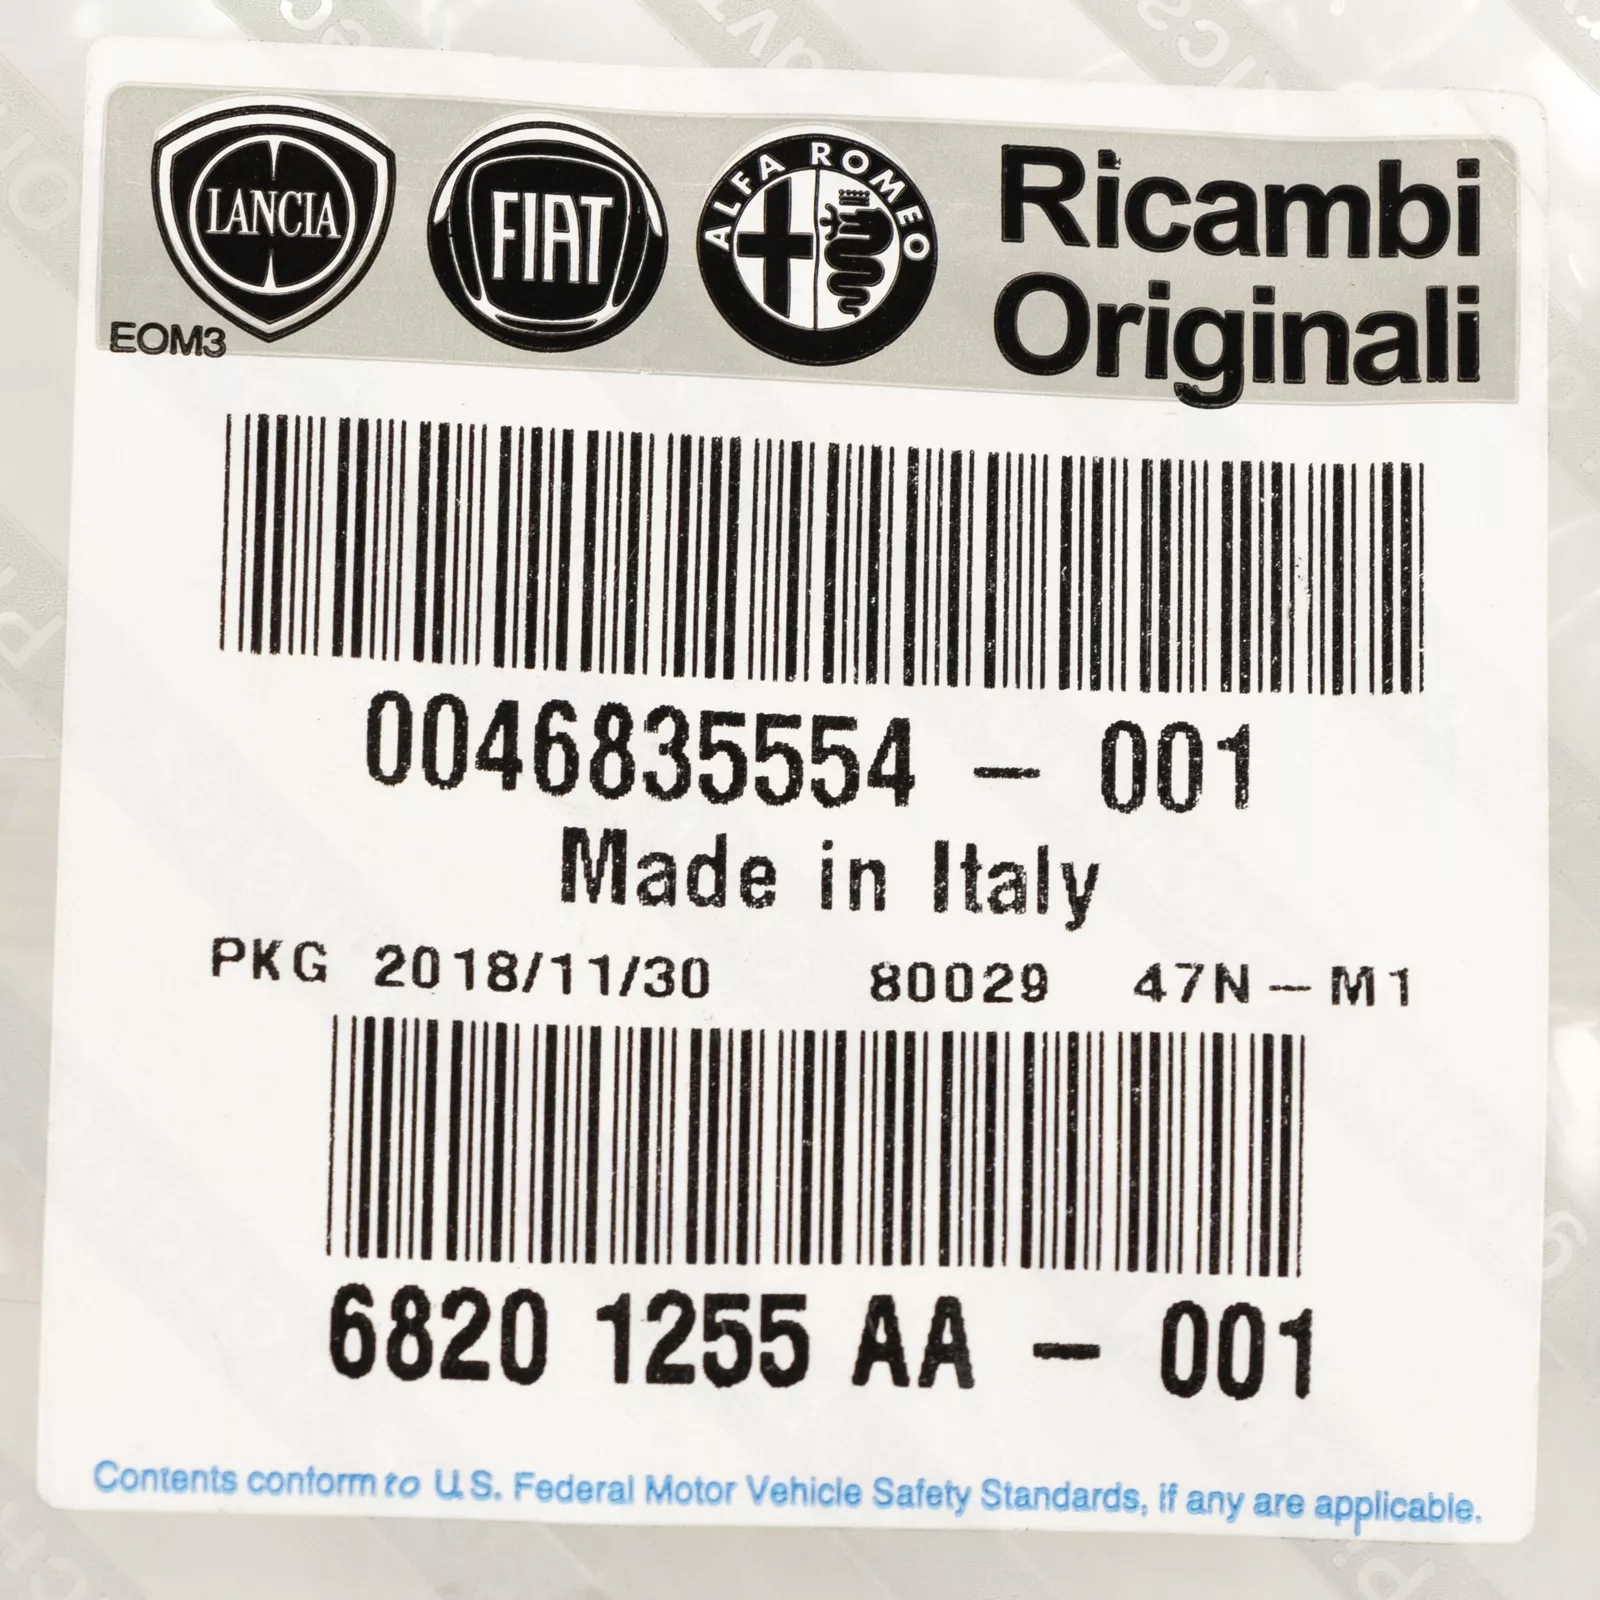 LANCIA
FIAT
ALFA ROMEO
Ricambi
Originali
EOM3
0046835554 - 001
Made in Italy
PKG 2018/11/30 80029 47N-M1
6820 1255 AA - 001
Contents conform to U.S. Federal Motor Vehicle Safety Standards, if any are applicable.